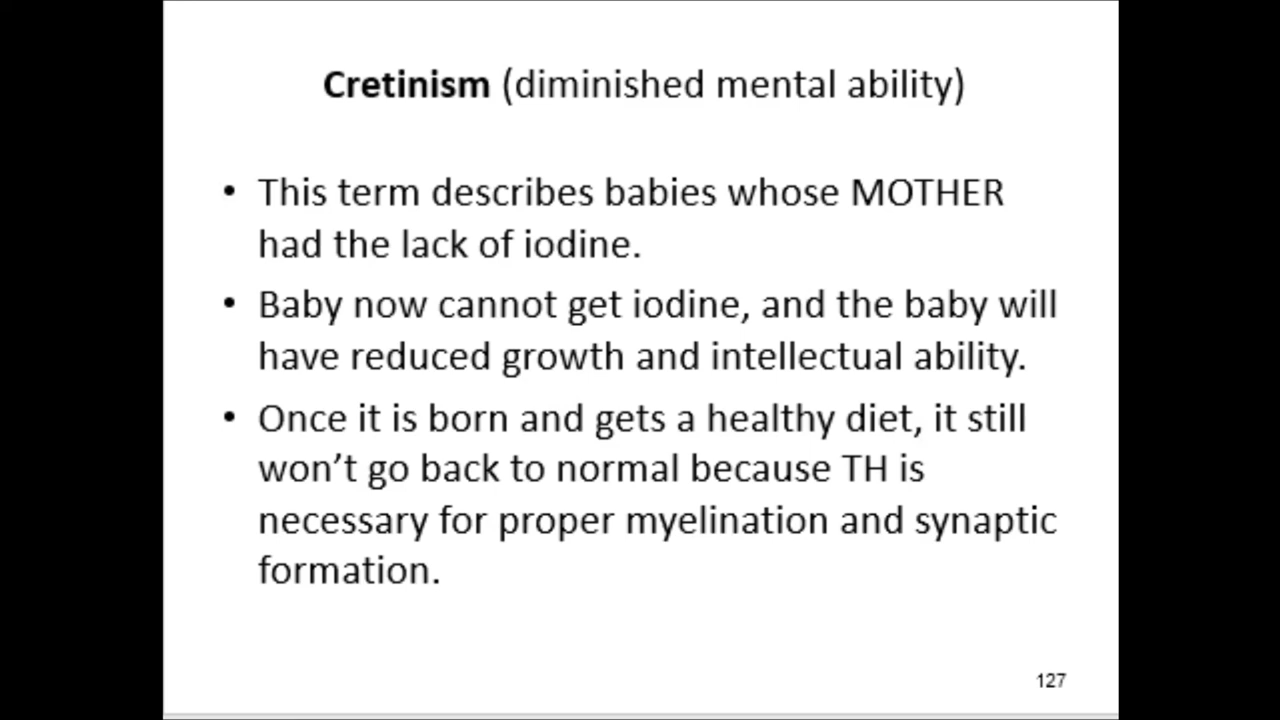 Cretinism (diminished mental ability)
• This term describes babies whose MOTHER
had the lack of iodine.
• Baby now cannot get iodine, and the baby will
have reduced growth and intellectual ability.
• Once it is born and gets a healthy diet, it still
won’t go back to normal because TH is
necessary for proper myelination and synaptic
formation.
127